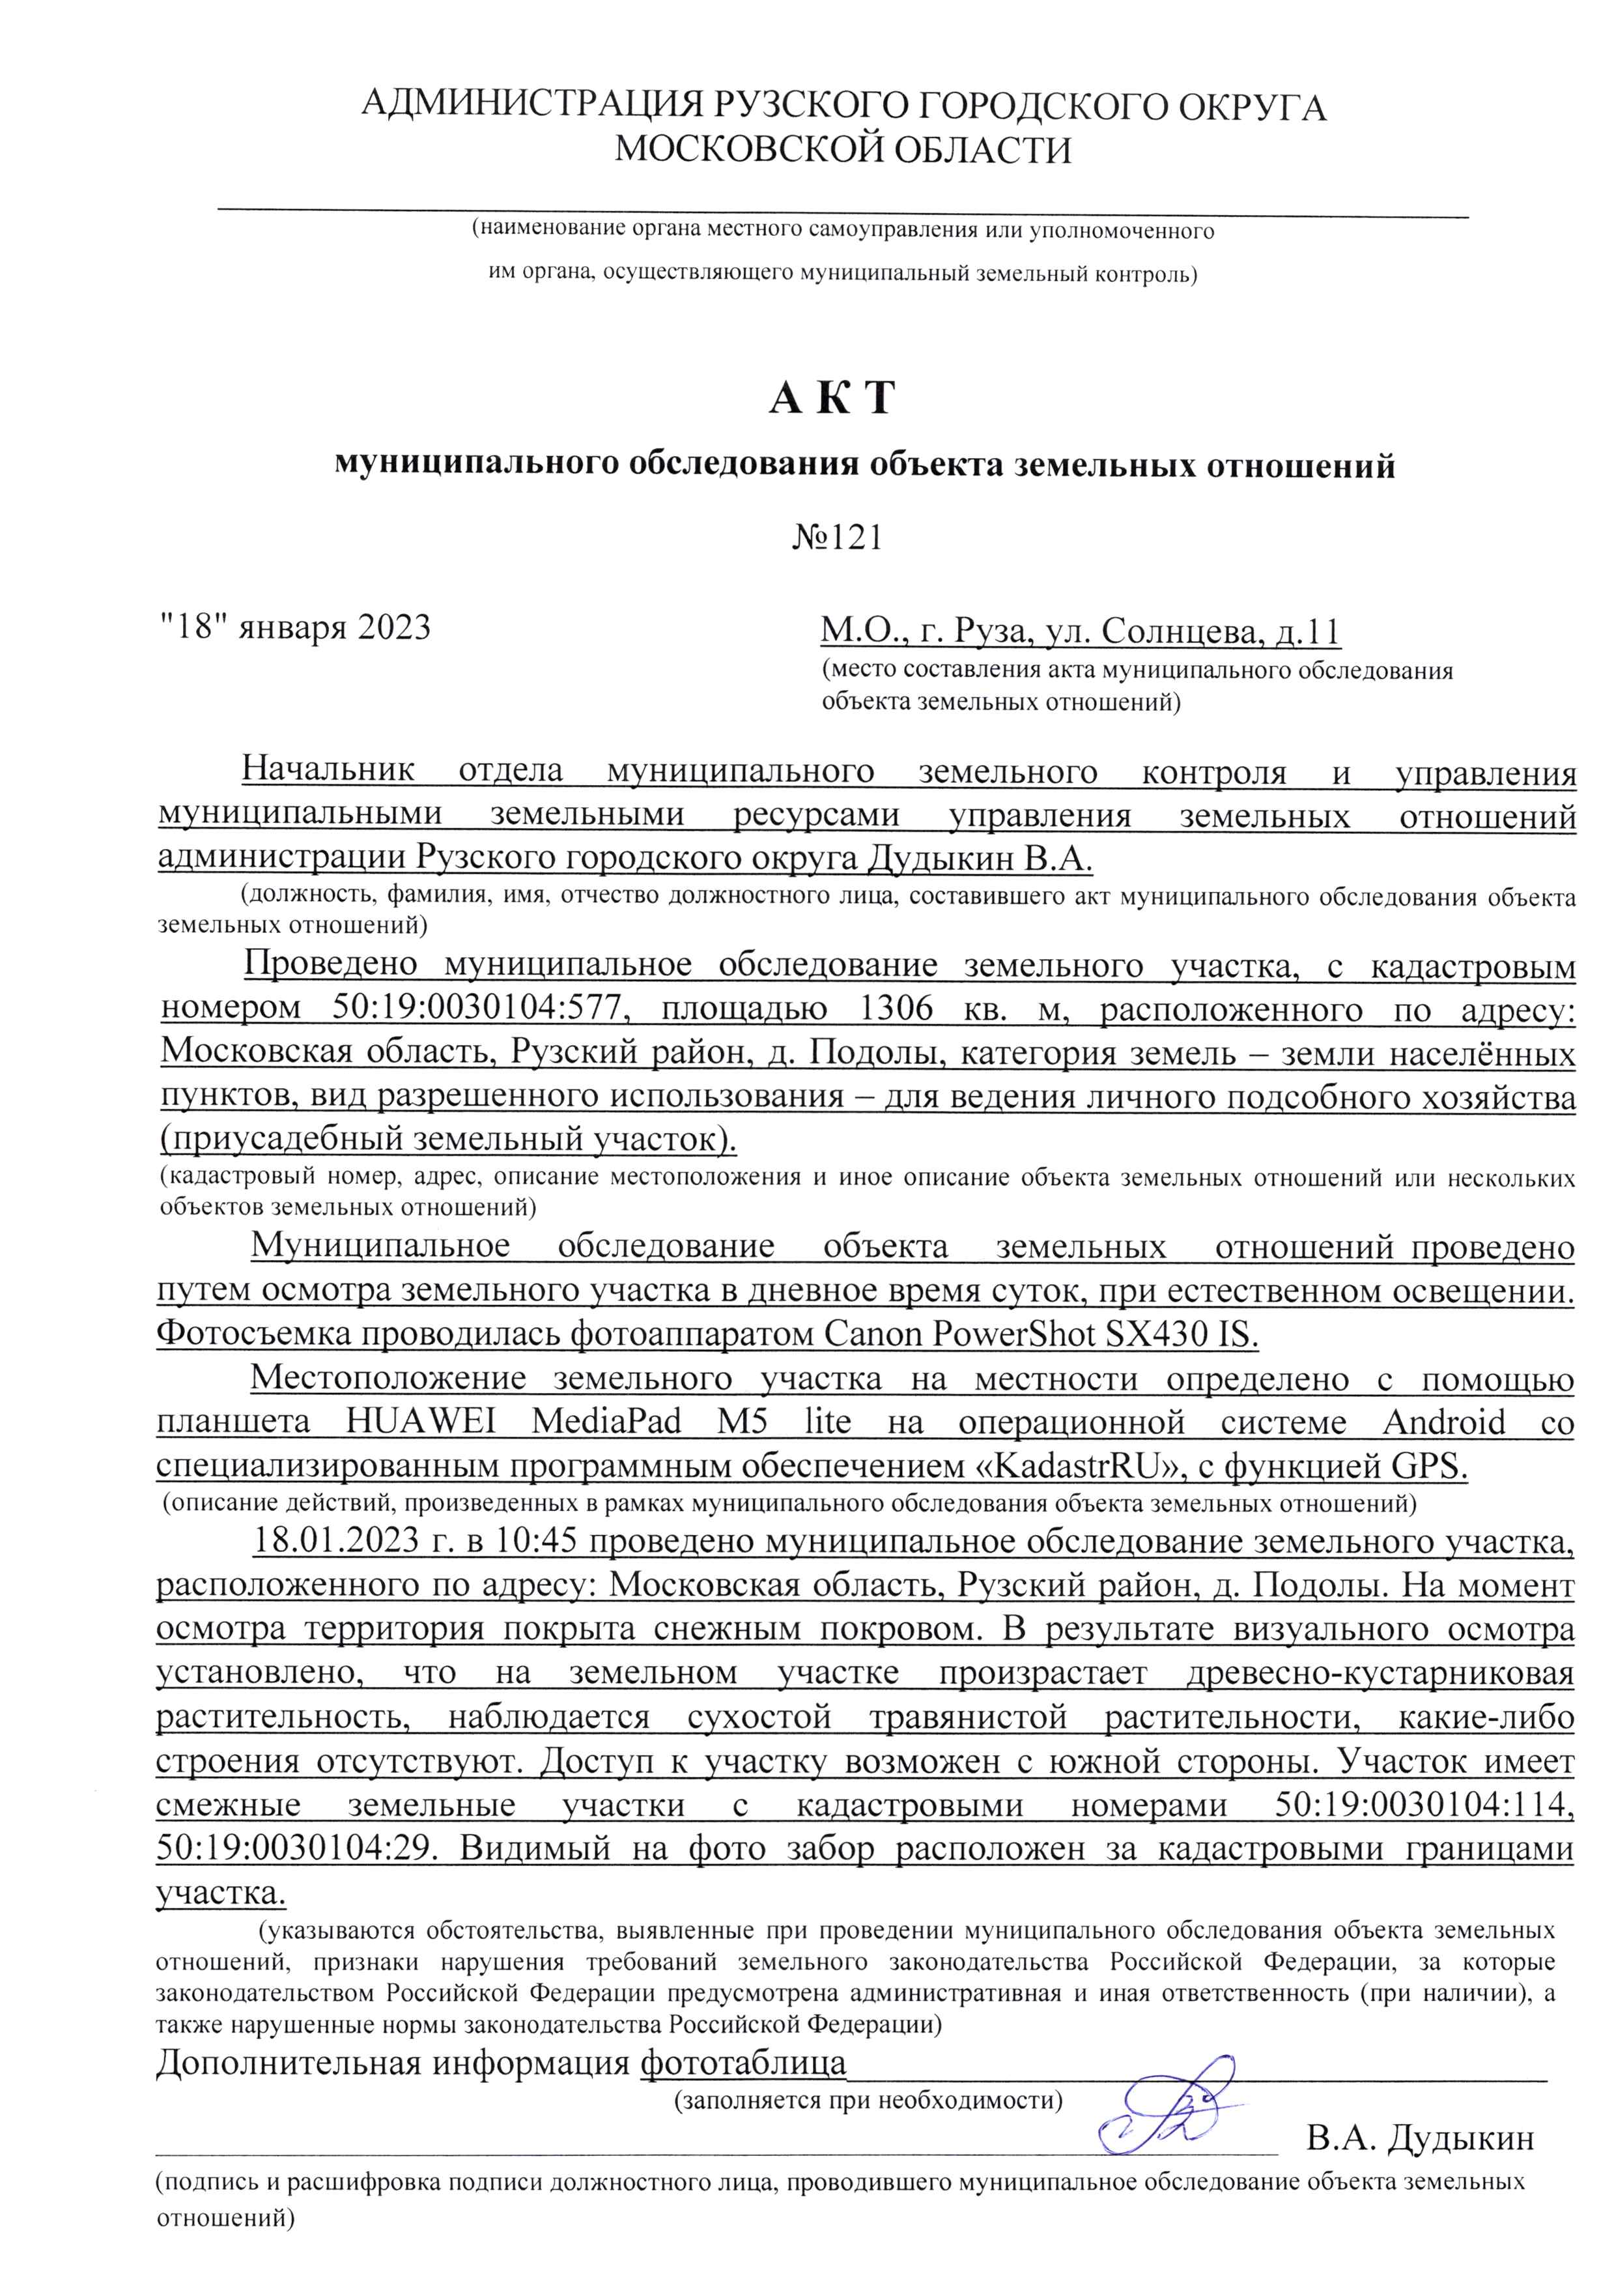 АДМИНИСТРАЦИЯ РУЗСКОГО ГОРОДСКОГО ОКРУГА
МОСКОВСКОЙ ОБЛАСТИ
(наименование органа местного самоуправления или уполномоченного
им органа, осуществляющего муниципальный земельный контроль)
А К Т
муниципального обследования объекта земельных отношений
№121
"18" января 2023
М.О., г. Руза, ул. Солнцева, д.11
(место составления акта муниципального обследования
объекта земельных отношений)
Начальник отдела муниципального земельного контроля и управления
муниципальными земельными ресурсами управления земельных отношений
администрации Рузского городского округа Дудыкин В.А.
(должность, фамилия, имя, отчество должностного лица, составившего акт муниципального обследования объекта
земельных отношений)
Проведено муниципальное обследование земельного участка, с кадастровым
номером 50:19:0030104:577, площадью 1306 кв. м, расположенного по адресу:
Московская область, Рузский район, д. Подолы, категория земель – земли населённых
пунктов, вид разрешенного использования – для ведения личного подсобного хозяйства
(приусадебный земельный участок).
(кадастровый номер, адрес, описание местоположения и иное описание объекта земельных отношений или нескольких
объектов земельных отношений)
Муниципальное обследование объекта земельных отношений проведено
путем осмотра земельного участка в дневное время суток, при естественном освещении.
Фотосъемка проводилась фотоаппаратом Canon PowerShot SX430 IS.
Местоположение земельного участка на местности определено с помощью
планшета HUAWEI MediaPad M5 lite на операционной системе Android со
специализированным программным обеспечением «KadastrRU», с функцией GPS.
(описание действий, произведенных в рамках муниципального обследования объекта земельных отношений)
18.01.2023 г. в 10:45 проведено муниципальное обследование земельного участка,
расположенного по адресу: Московская область, Рузский район, д. Подолы. На момент
осмотра территория покрыта снежным покровом. В результате визуального осмотра
установлено, что на земельном участке произрастает древесно-кустарниковая
растительность, наблюдается сухостой травянистой растительности, какие-либо
строения отсутствуют. Доступ к участку возможен с южной стороны. Участок имеет
смежные земельные участки с кадастровыми номерами 50:19:0030104:114,
50:19:0030104:29. Видимый на фото забор расположен за кадастровыми границами
участка.
(указываются обстоятельства, выявленные при проведении муниципального обследования объекта земельных
отношений, признаки нарушения требований земельного законодательства Российской Федерации, за которые
законодательством Российской Федерации предусмотрена административная и иная ответственность (при наличии), а
также нарушенные нормы законодательства Российской Федерации)
Дополнительная информация фототаблица
(заполняется при необходимости)
В.А. Дудыкин
(подпись и расшифровка подписи должностного лица, проводившего муниципальное обследование объекта земельных
отношений)